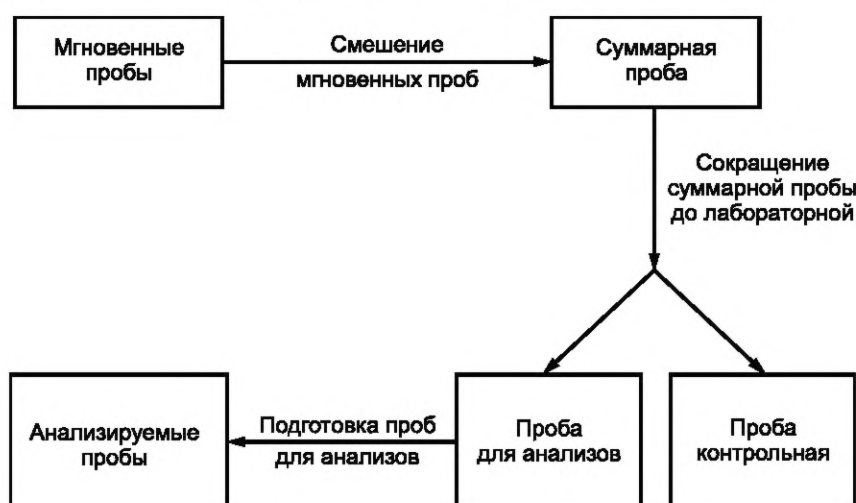 Мгновенные
пробы
Смешение
мгновенных проб
Суммарная
проба
Сокращение
суммарной пробы
до лабораторной
Анализируемые
пробы
Подготовка проб
для анализов
Проба
для анализов
Проба
контрольная